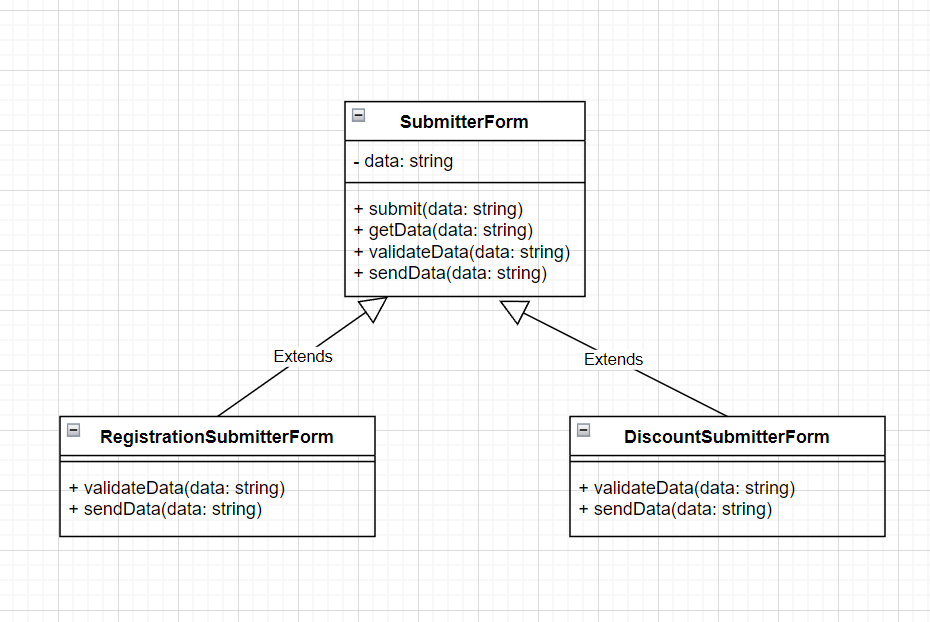 SubmitterForm
- data: string
+ submit(data: string)
+ getData(data: string)
+ validateData(data: string)
+ sendData(data: string)
Extends
Extends
RegistrationSubmitterForm
+ validateData(data: string)
+ sendData(data: string)
DiscountSubmitterForm
+ validateData(data: string)
+ sendData(data: string)